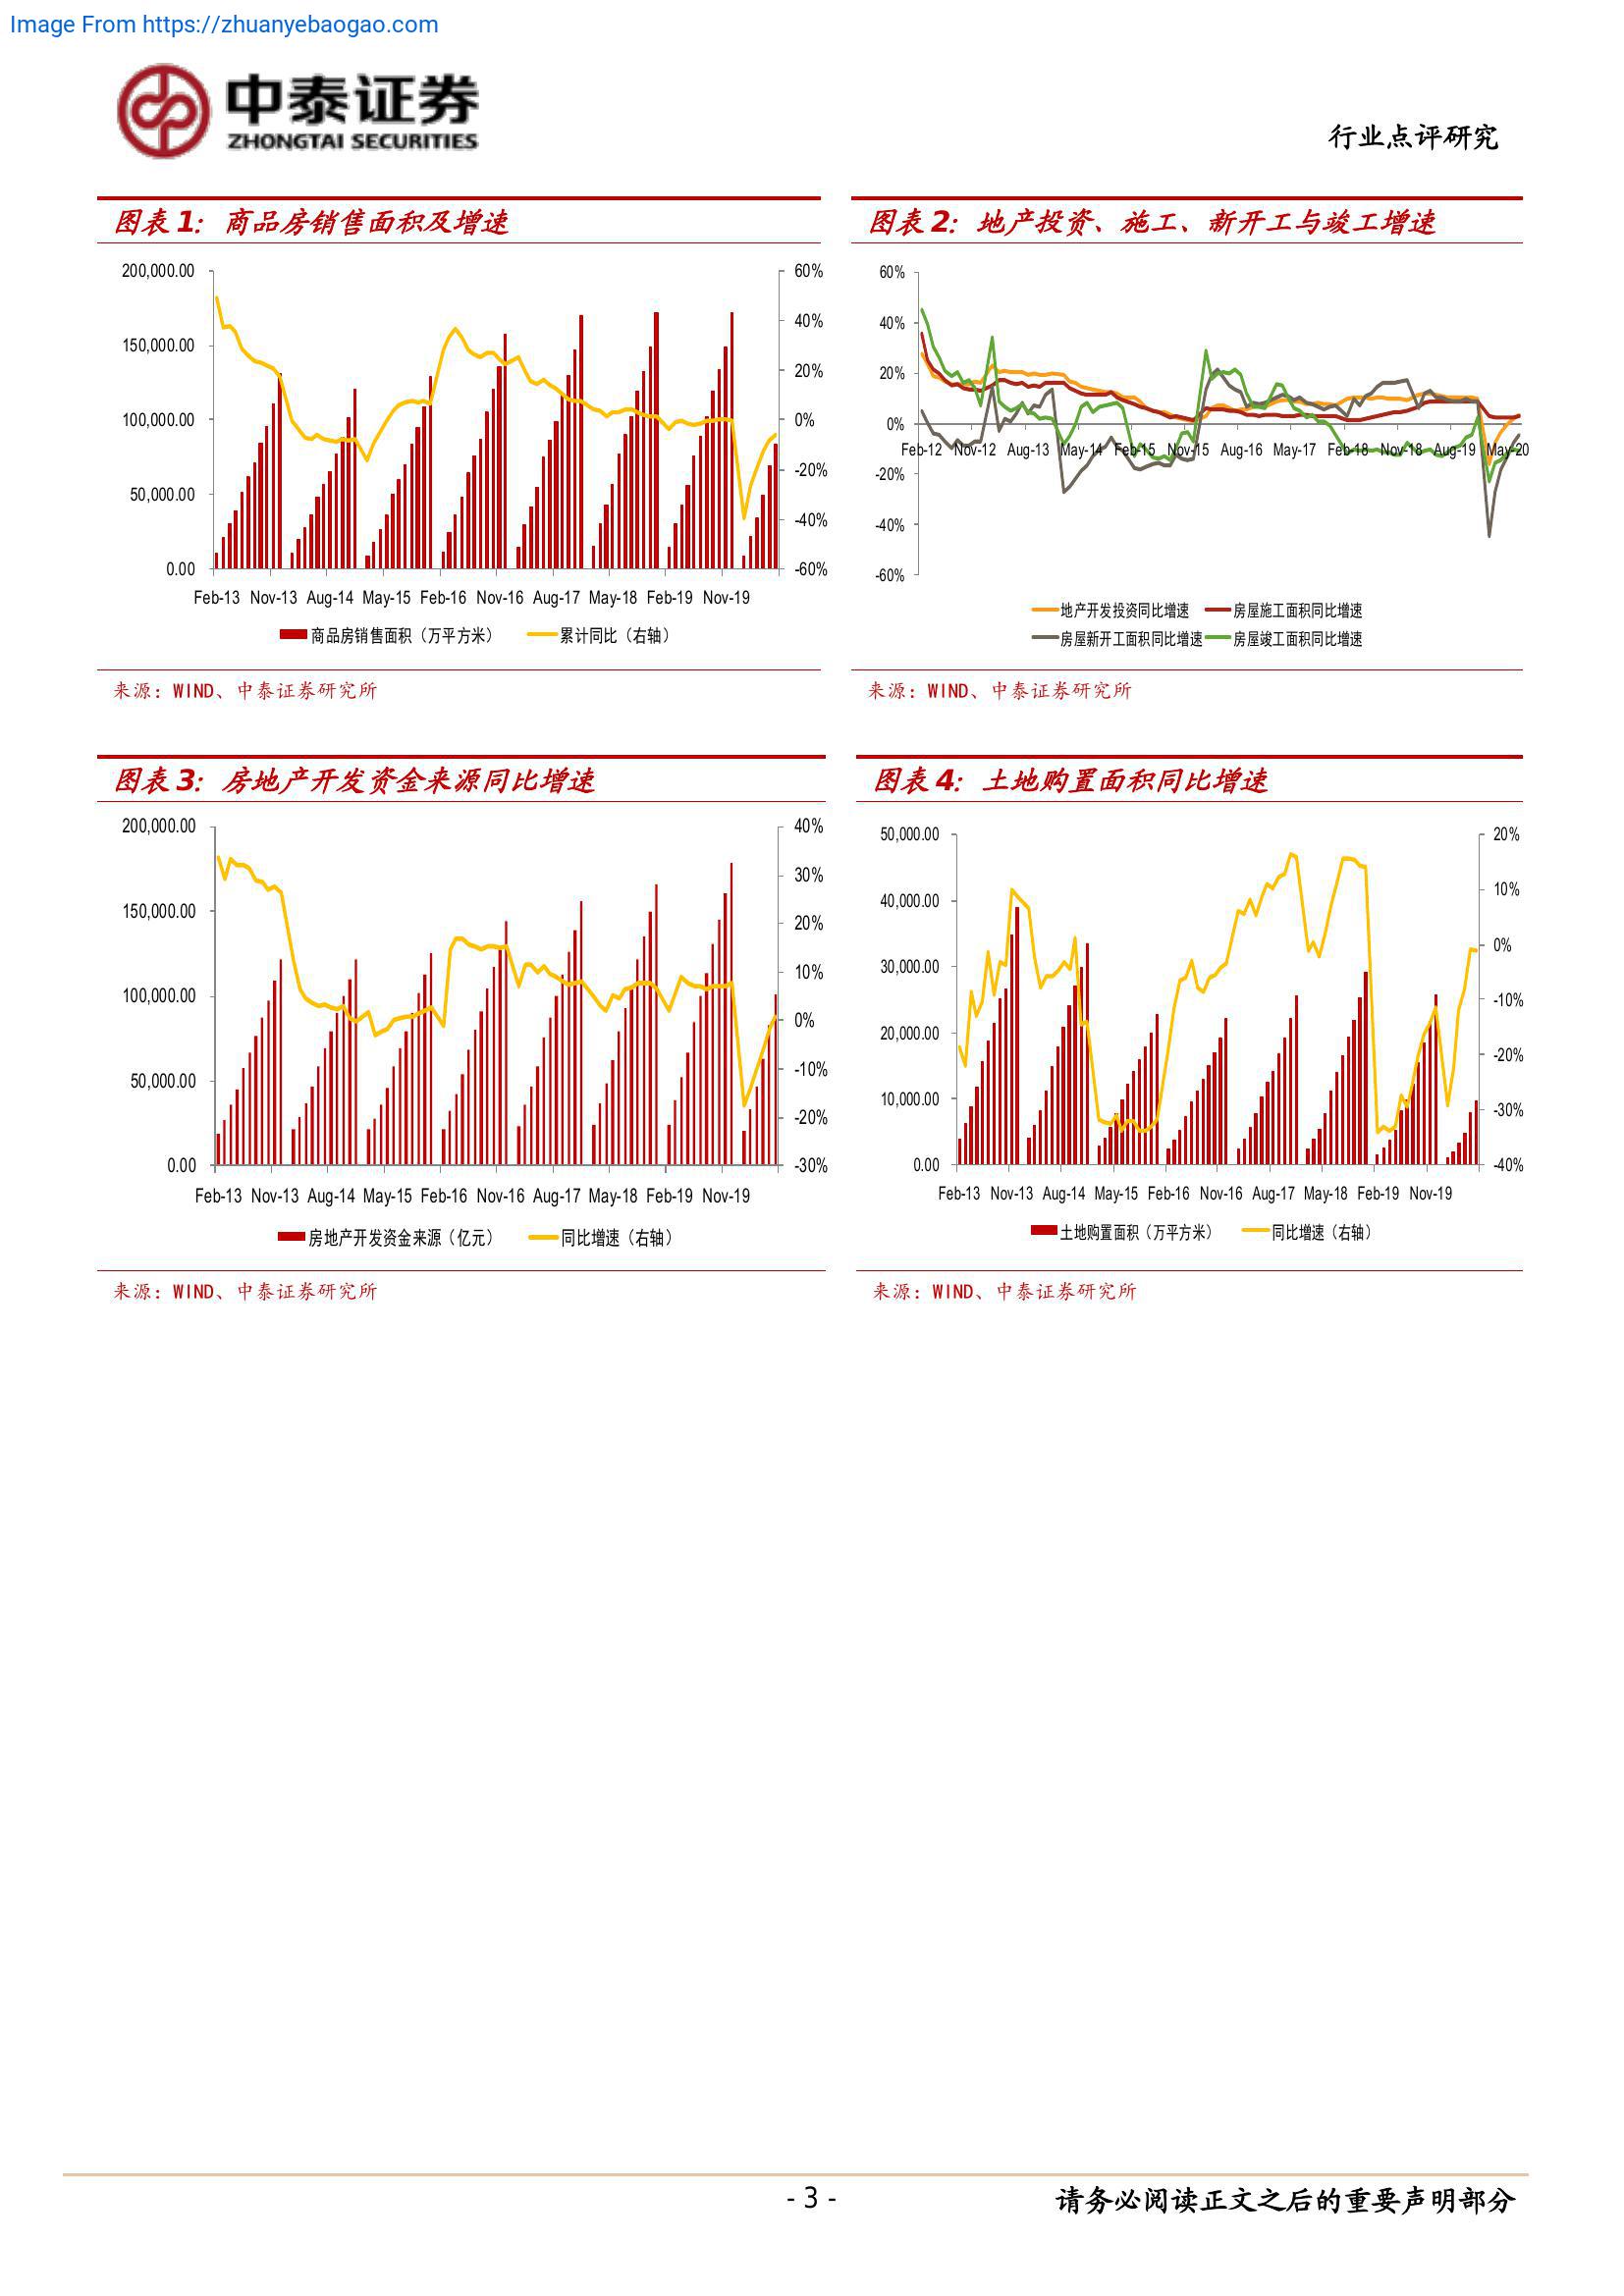 Image From https://zhuanyebaogao.com
中泰证券
ZHONGTAI SECURITIES
行业点评研究
图表 1：商品房销售面积及增速
200,000.00
150,000.00
100,000.00
50,000.00
0.00
60%
40%
20%
0%
-20%
-40%
-60%
Feb-13 Nov-13 Aug-14 May-15 Feb-16 Nov-16 Aug-17 May-18 Feb-19 Nov-19
商品房销售面积（万平方米） 累计同比（右轴）
来源：WIND、中泰证券研究所
图表 2：地产投资、施工、新开工与竣工增速
60%
40%
20%
0%
-20%
-40%
-60%
Feb-12 Nov-12 Aug-13 May-14 Feb-15 Nov-15 Aug-16 May-17 Feb-18 Nov-18 Aug-19 May-20
地产开发投资同比增速 房屋施工面积同比增速
房屋新开工面积同比增速 房屋竣工面积同比增速
来源：WIND、中泰证券研究所
图表 3：房地产开发资金来源同比增速
200,000.00
150,000.00
100,000.00
50,000.00
0.00
40%
30%
20%
10%
0%
-10%
-20%
-30%
Feb-13 Nov-13 Aug-14 May-15 Feb-16 Nov-16 Aug-17 May-18 Feb-19 Nov-19
房地产开发资金来源（亿元） 同比增速（右轴）
来源：WIND、中泰证券研究所
图表 4：土地购置面积同比增速
50,000.00
40,000.00
30,000.00
20,000.00
10,000.00
0.00
20%
10%
0%
-10%
-20%
-30%
-40%
Feb-13 Nov-13 Aug-14 May-15 Feb-16 Nov-16 Aug-17 May-18 Feb-19 Nov-19
土地购置面积（万平方米） 同比增速（右轴）
来源：WIND、中泰证券研究所
- 3 -
请务必阅读正文之后的重要声明部分